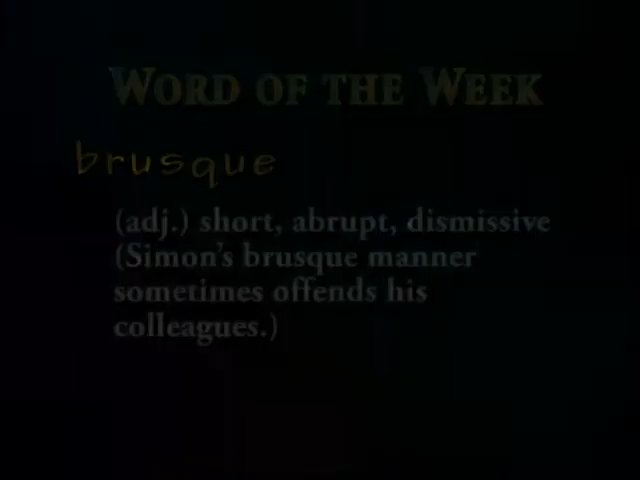 WORD OF THE WEEK
brusque
(adj.) short, abrupt, dismissive
(Simon's brusque manner
sometimes offends his
colleagues.)